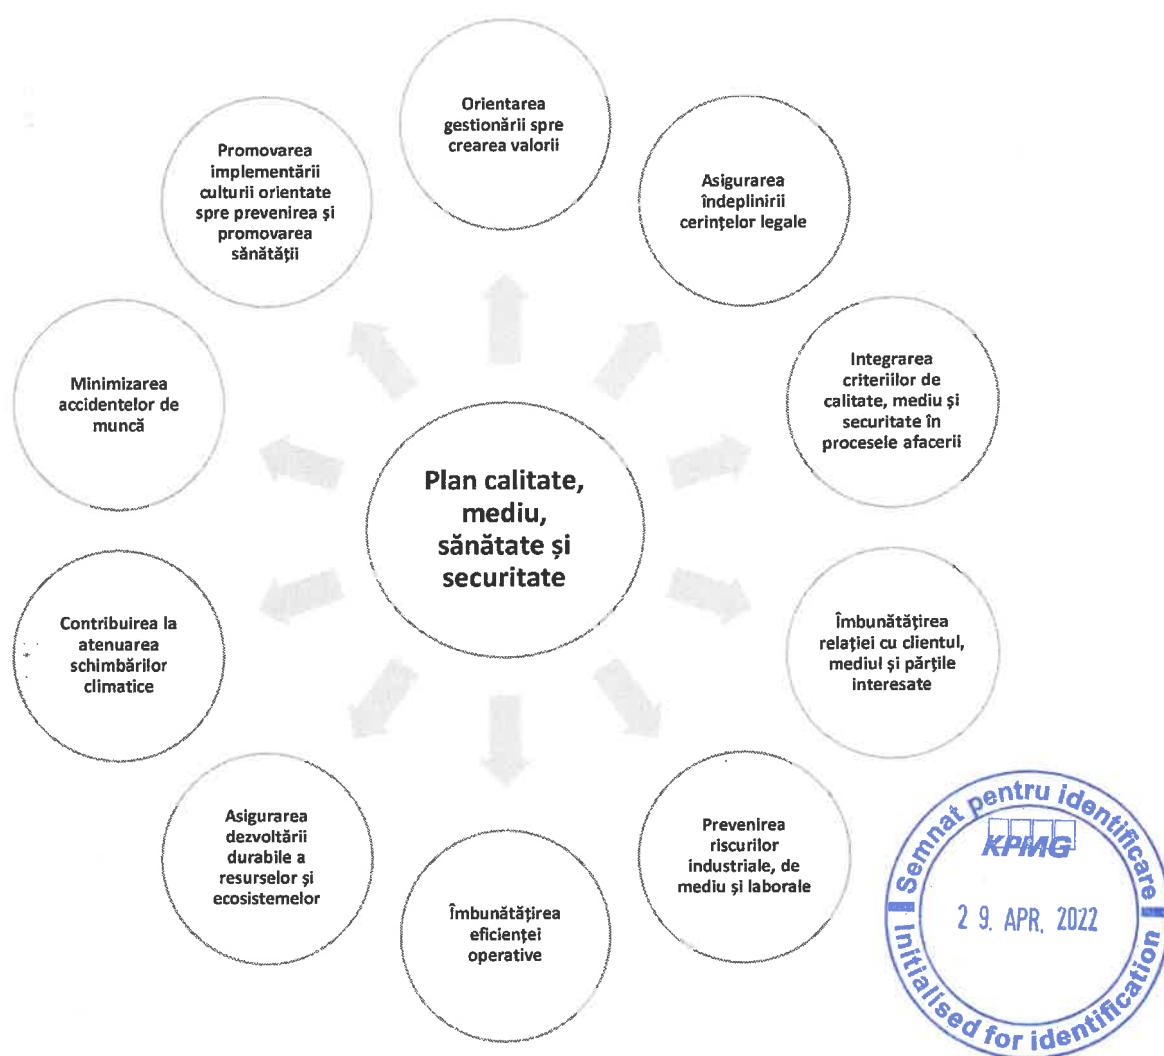 Orientarea
gestionării spre
crearea valorii
Asigurarea
îndeplinirii
cerințelor legale
Integrarea
criteriilor de
calitate, mediu și
securitate în
procesele afacerii
Îmbunătățirea
relației cu clientul,
mediul și părțile
interesate
Prevenirea
riscurilor
industriale, de
mediu și laborale
Îmbunătățirea
eficienței
operative
Asigurarea
dezvoltării
durabile a
resurselor și
ecosistemelor
Contribuirea la
atenuarea
schimbărilor
climatice
Minimizarea
accidentelor de
muncă
Promovarea
implementării
culturii orientate
spre prevenirea și
promovarea
sănătății
Plan calitate,
mediu,
sănătate și
securitate
Semnat pentru identificare
KPMG
29. APR. 2022
Initialised for identification